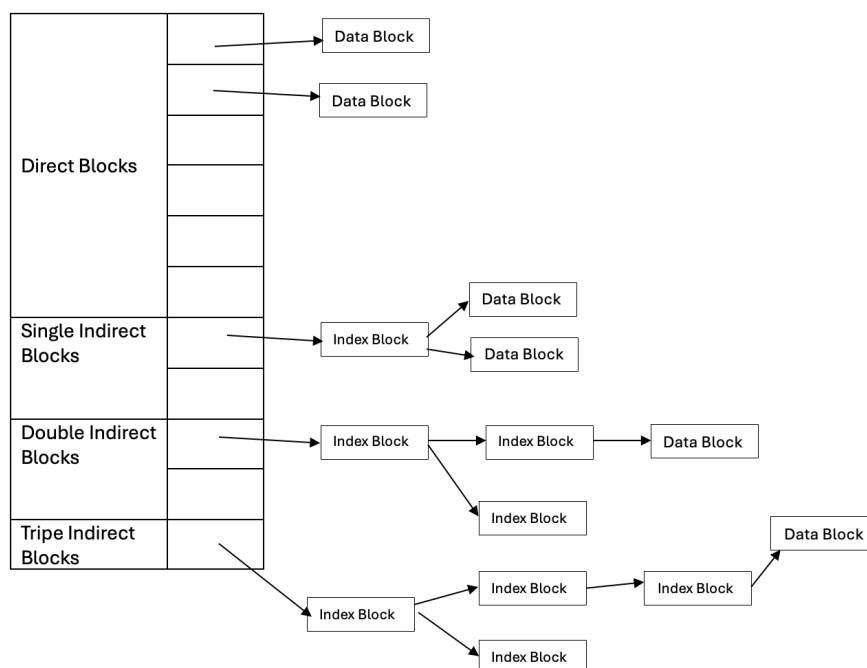 Data Block
Data Block
Direct Blocks
Data Block
Single Indirect
Blocks
Index Block
Data Block
Double Indirect
Blocks
Index Block
Index Block
Data Block
Index Block
Tripe Indirect
Blocks
Data Block
Index Block
Index Block
Index Block
Index Block